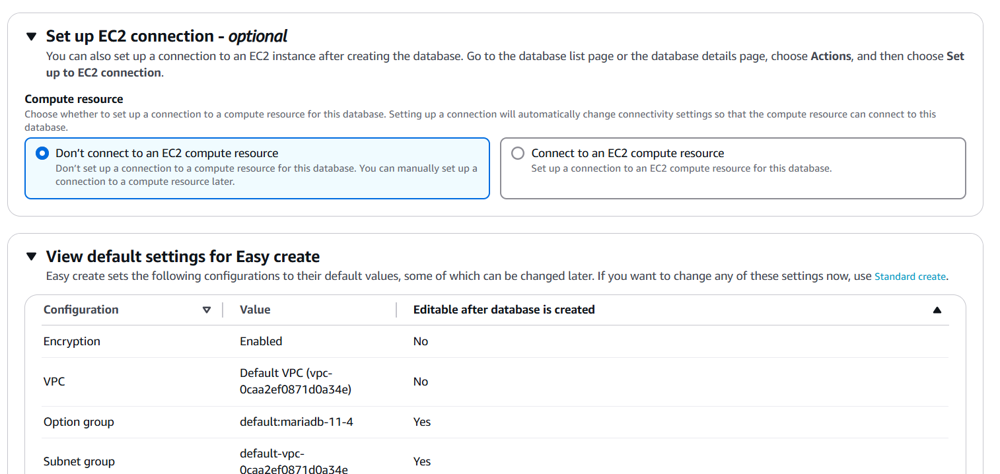 Set up EC2 connection - optional
You can also set up a connection to an EC2 instance after creating the database. Go to the database list page or the database details page, choose Actions, and then choose Set
up to EC2 connection.
Compute resource
Choose whether to set up a connection to a compute resource for this database. Setting up a connection will automatically change connectivity settings so that the compute resource can connect to this
database.
Don’t connect to an EC2 compute resource
Don’t set up a connection to a compute resource for this database. You can manually set up a
connection to a compute resource later.
Connect to an EC2 compute resource
Set up a connection to an EC2 compute resource for this database.
View default settings for Easy create
Easy create sets the following configurations to their default values, some of which can be changed later. If you want to change any of these settings now, use Standard create.
Configuration Value Editable after database is created
Encryption Enabled No
VPC Default VPC (vpc-
0caa2ef0871d0a34e) No
Option group default:mariadb-11-4 Yes
Subnet group default-vpc-
0caa2ef0871d0a34e Yes